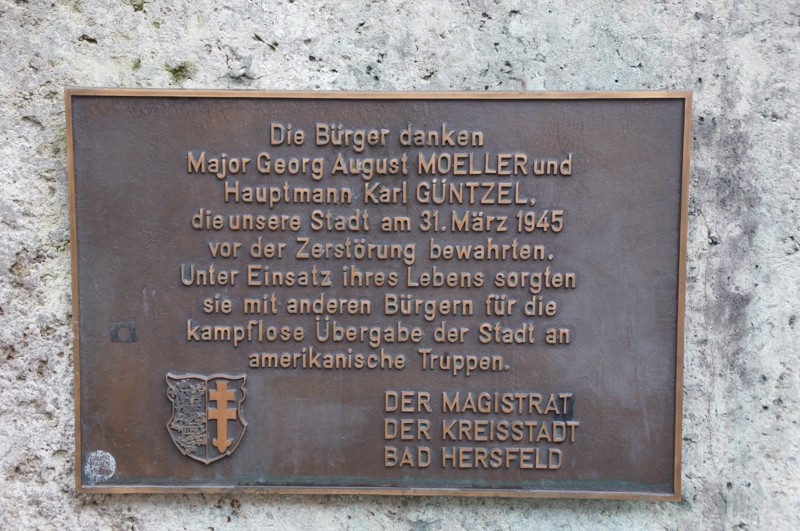 Die Bürger danken
Major Georg August MOELLER und
Hauptmann Karl GÜNTZEL,
die unsere Stadt am 31. März 1945
vor der Zerstörung bewahrten.
Unter Einsatz ihres Lebens sorgten
sie mit anderen Bürgern für die
kampflose Übergabe der Stadt an
amerikanische Truppen.
DER MAGISTRAT
DER KREISSTADT
BAD HERSFELD